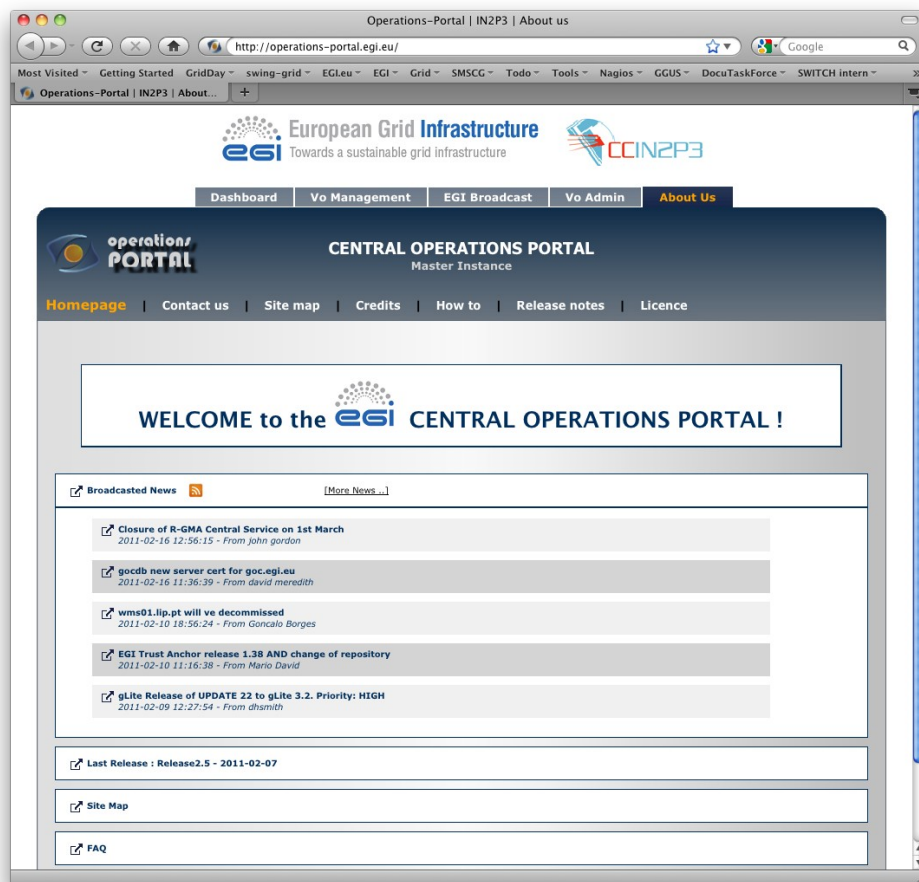 Operations-Portal | IN2P3 | About us
http://operations-portal.egi.eu/
Google
Most Visited GettIng Started GridDay swing-grid EGI.eu EGI Grid SMSCG Todo Tools Nagios GGUS DocuTaskForce SWITCH intern »
Operations-Portal | IN2P3 | About... +
European Grid Infrastructure
egi Towards a sustainable grid infrastructure
CCIN2P3
Dashboard Vo Management EGI Broadcast Vo Admin About Us
operations
PORTAL
CENTRAL OPERATIONS PORTAL
Master Instance
Homepage | Contact us | Site map | Credits | How to | Release notes | Licence
WELCOME to the egi CENTRAL OPERATIONS PORTAL !
Broadcasted News [More News ..]
Closure of R-GMA Central Service on 1st March
2011-02-16 12:56:15 - From john gordon
gocdb new server cert for goc.egi.eu
2011-02-16 11:36:39 - From david meredith
wms01.lip.pt will ve decommissed
2011-02-10 18:56:24 - From Goncalo Borges
EGI Trust Anchor release 1.38 AND change of repository
2011-02-10 11:16:38 - From Mario David
gLite Release of UPDATE 22 to gLite 3.2. Priority: HIGH
2011-02-09 12:27:54 - From dhsmith
Last Release : Release2.5 - 2011-02-07
Site Map
FAQ